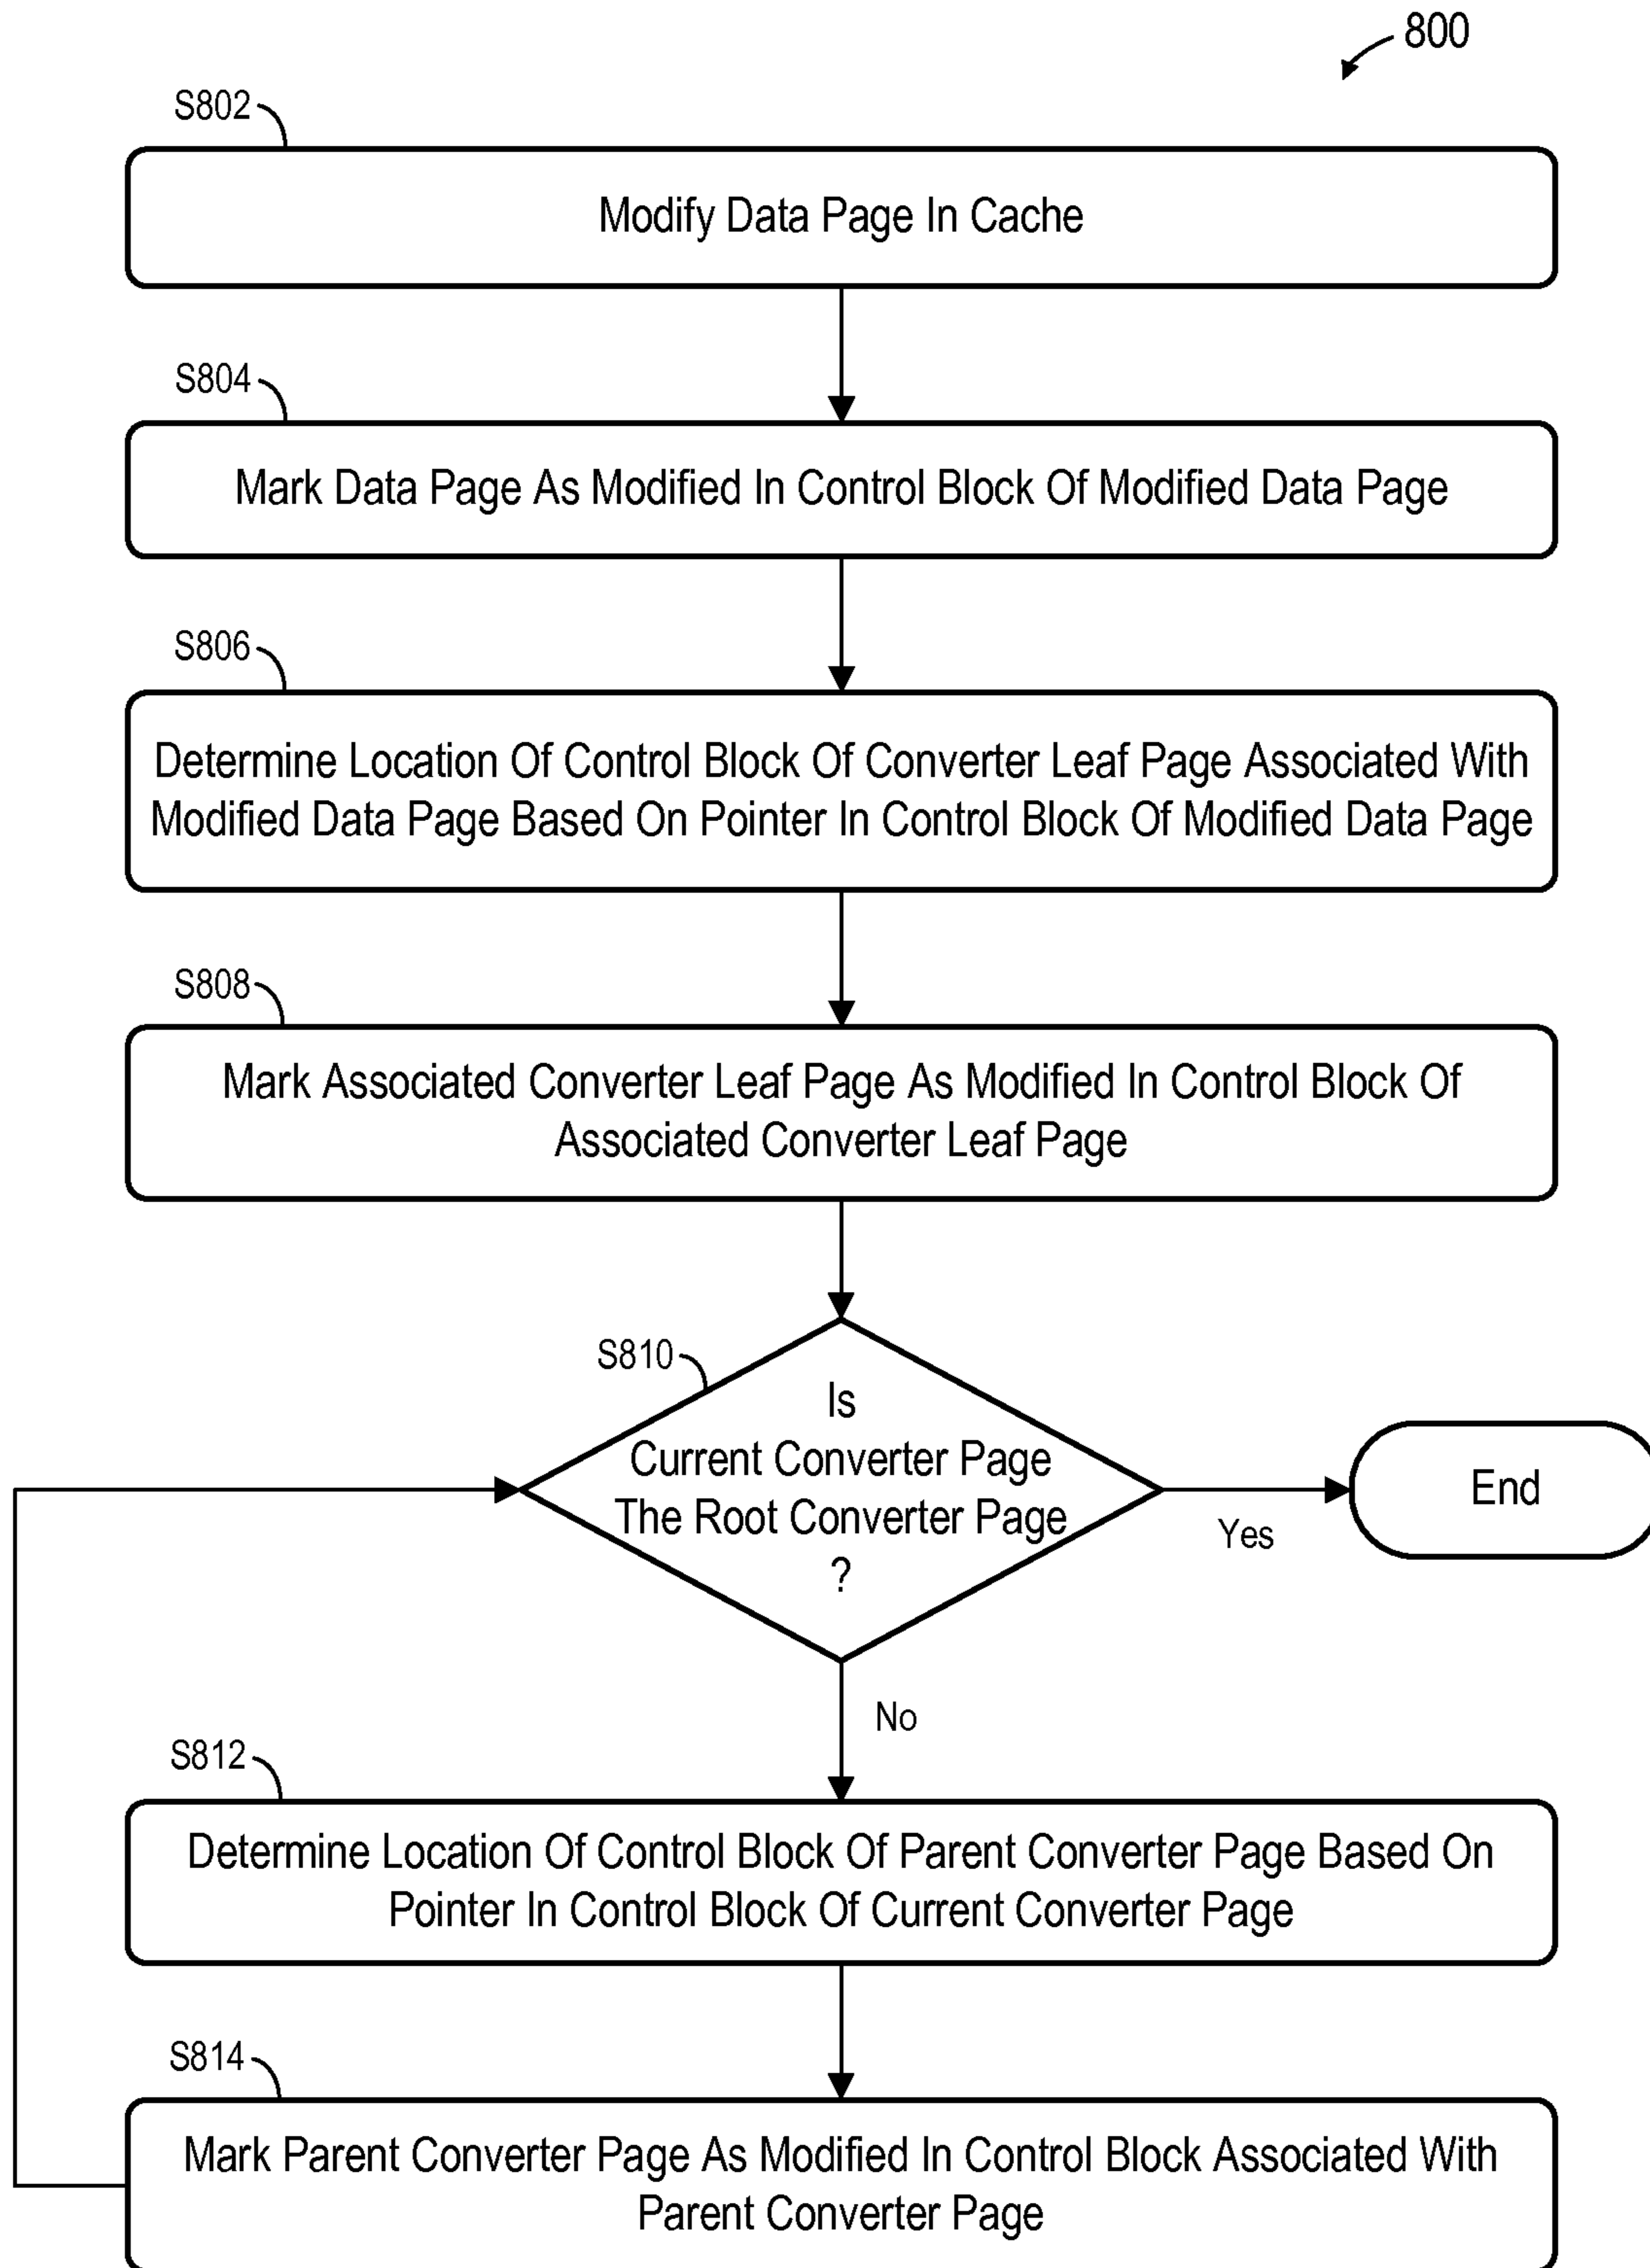 800
S802
Modify Data Page In Cache
S804
Mark Data Page As Modified In Control Block Of Modified Data Page
S806
Determine Location Of Control Block Of Converter Leaf Page Associated With
Modified Data Page Based On Pointer In Control Block Of Modified Data Page
S808
Mark Associated Converter Leaf Page As Modified In Control Block Of
Associated Converter Leaf Page
S810
Is
Current Converter Page
The Root Converter Page
?
Yes
End
No
S812
Determine Location Of Control Block Of Parent Converter Page Based On
Pointer In Control Block Of Current Converter Page
S814
Mark Parent Converter Page As Modified In Control Block Associated With
Parent Converter Page